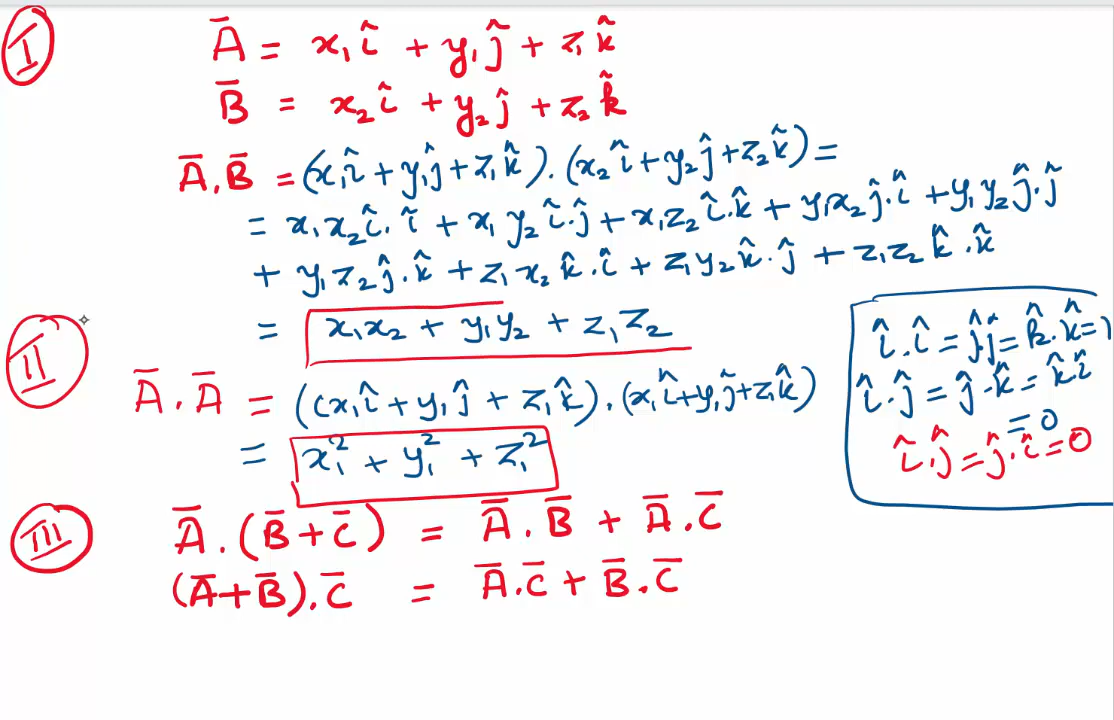 I
A̅ = x₁î + y₁ĵ + z₁k̂
B̅ = x₂î + y₂ĵ + z₂k̂
A̅.B̅ = (x₁î + y₁ĵ + z₁k̂).(x₂î + y₂ĵ + z₂k̂) =
= x₁x₂î.î + x₁y₂î.ĵ + x₁z₂î.k̂ + y₁x₂ĵ.î + y₁y₂ĵ.ĵ
+ y₁z₂ĵ.k̂ + z₁x₂k̂.î + z₁y₂k̂.ĵ + z₁z₂k̂.k̂
= x₁x₂ + y₁y₂ + z₁z₂
II
A̅.A̅ = ((x₁î + y₁ĵ + z₁k̂).(x₁î + y₁ĵ + z₁k̂)
= x₁² + y₁² + z₁²
î.î = ĵ.ĵ = k̂.k̂ = 1
î.ĵ = ĵ.k̂ = k̂î
= 0
î.ĵ = ĵ.î = 0
III
A̅.(B̅ + C̅) = A̅.B̅ + A̅.C̅
(A̅ + B̅).C̅ = A̅.C̅ + B̅.C̅